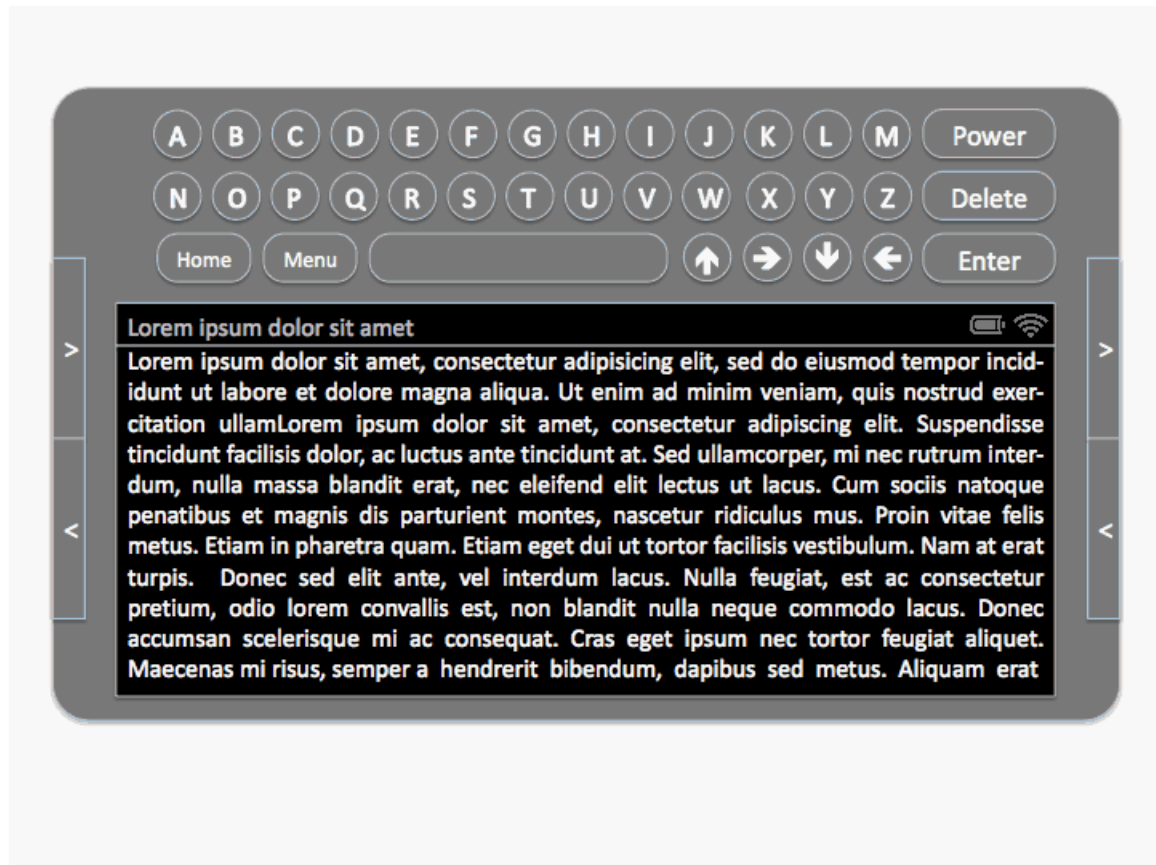 A B C D E F G H I J K L M Power
N O P Q R S T U V W X Y Z Delete
Home Menu Enter
Lorem ipsum dolor sit amet
>
>
Lorem ipsum dolor sit amet, consectetur adipisicing elit, sed do eiusmod tempor incid-
idunt ut labore et dolore magna aliqua. Ut enim ad minim veniam, quis nostrud exer-
citation ullamLorem ipsum dolor sit amet, consectetur adipiscing elit. Suspendisse
tincidunt facilisis dolor, ac luctus ante tincidunt at. Sed ullamcorper, mi nec rutrum inter-
dum, nulla massa blandit erat, nec eleifend elit lectus ut lacus. Cum sociis natoque
penatibus et magnis dis parturient montes, nascetur ridiculus mus. Proin vitae felis
metus. Etiam in pharetra quam. Etiam eget dui ut tortor facilisis vestibulum. Nam at erat
turpis. Donec sed elit ante, vel interdum lacus. Nulla feugiat, est ac consectetur
pretium, odio lorem convallis est, non blandit nulla neque commodo lacus. Donec
accumsan scelerisque mi ac consequat. Cras eget ipsum nec tortor feugiat aliquet.
Maecenas mi risus, semper a hendrerit bibendum, dapibus sed metus. Aliquam erat
<
<